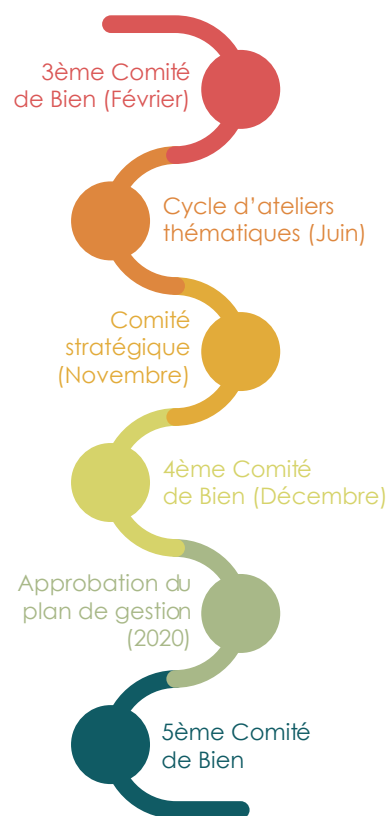 3ème Comité
de Bien (Février)
Cycle d'ateliers
thématiques (Juin)
Comité
stratégique
(Novembre)
4ème Comité
de Bien (Décembre)
Approbation du
plan de gestion
(2020)
5ème Comité
de Bien